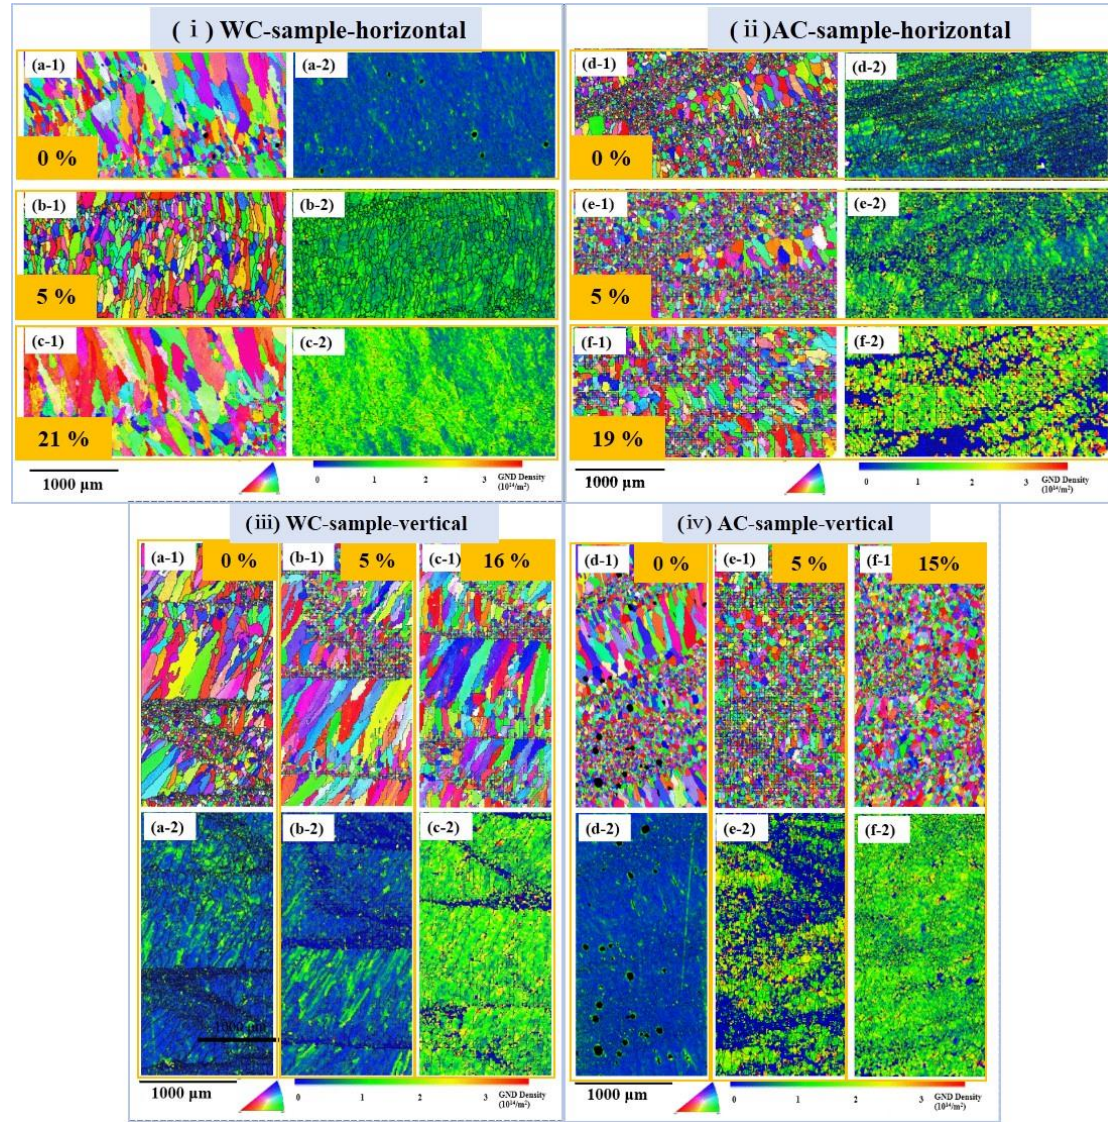 (ⅰ) WC-sample-horizontal
(a-1)
(a-2)
0 %
(b-1)
(b-2)
5 %
(c-1)
(c-2)
21 %
1000 µm
0 1 2 3
GND Density
(10¹⁴/m²)
(ⅱ)AC-sample-horizontal
(d-1)
(d-2)
0 %
(e-1)
(e-2)
5 %
(f-1)
(f-2)
19 %
1000 µm
0 1 2 3
GND Density
(10¹⁴/m²)
(ⅲ) WC-sample-vertical
(a-1) 0 %
(b-1) 5 %
(c-1) 16 %
(a-2)
(b-2)
(c-2)
1000 µm
1000 µm
0 1 2 3
GND Density
(10¹⁴/m²)
(ⅳ) AC-sample-vertical
(d-1) 0 %
(e-1) 5 %
(f-1 15%
(d-2)
(e-2)
(f-2)
1000 µm
0 1 2 3
GND Density
(10¹⁴/m²)